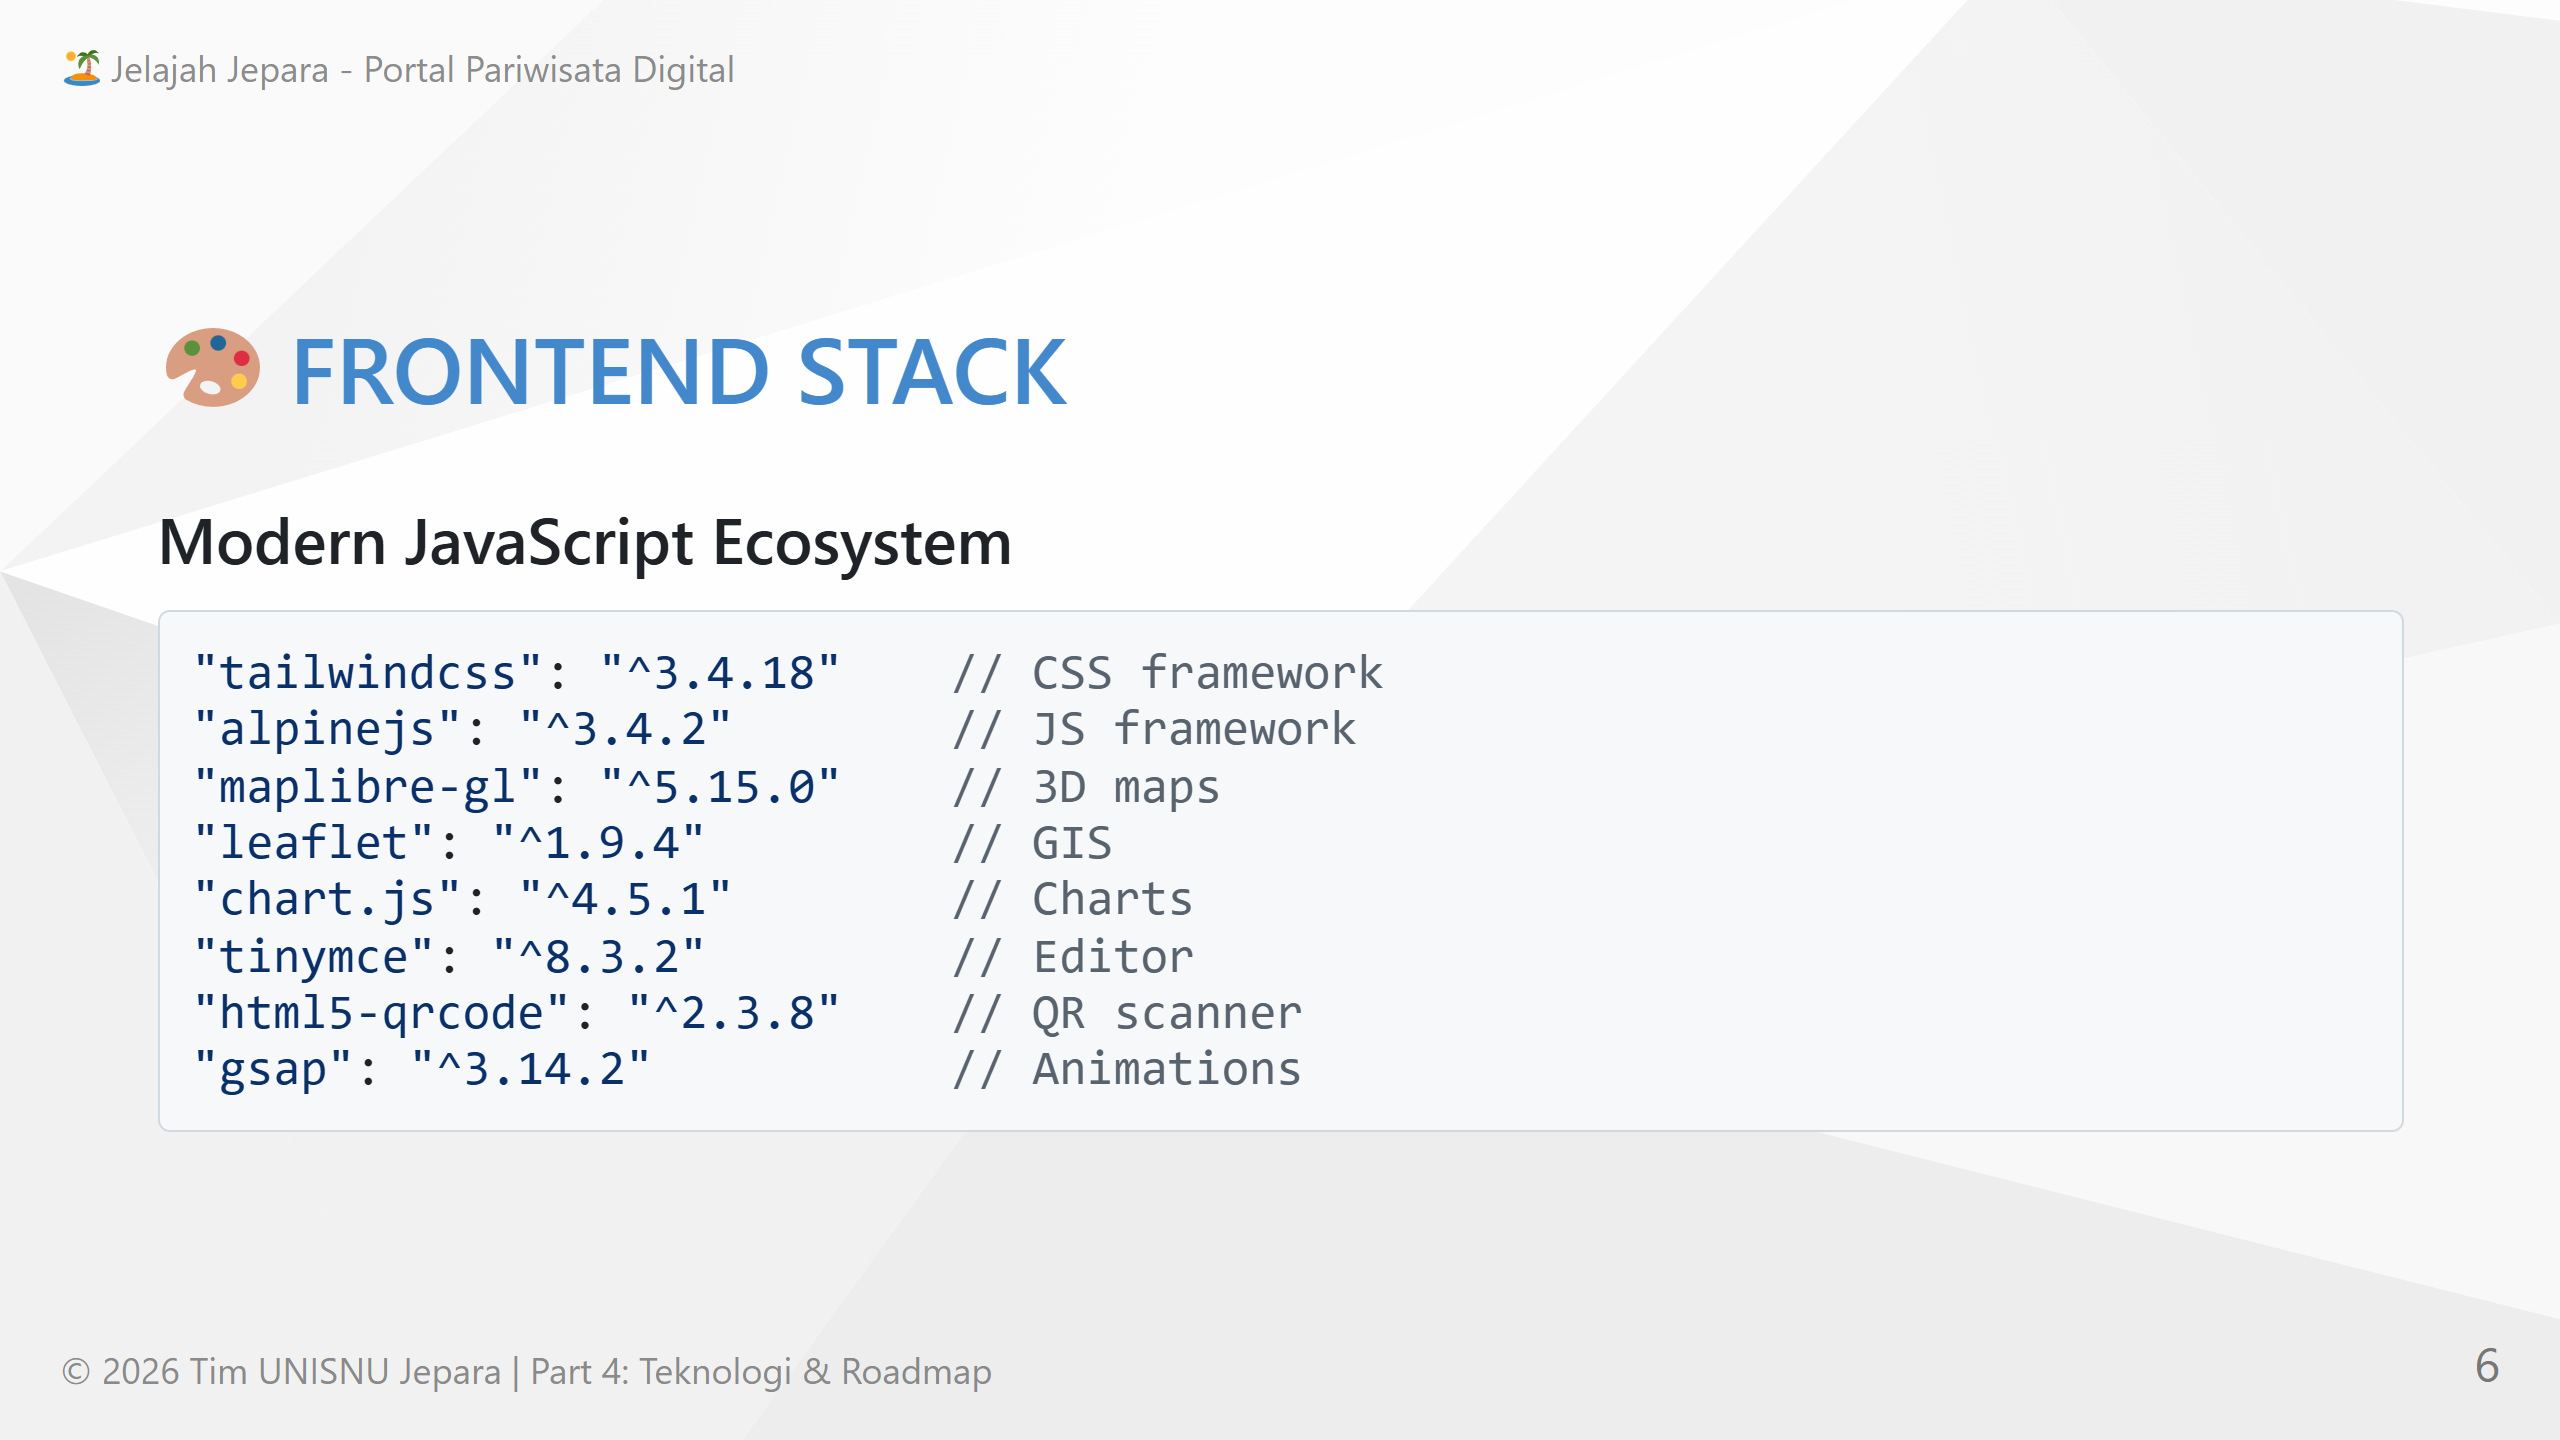 Jelajah Jepara - Portal Pariwisata Digital
FRONTEND STACK
Modern JavaScript Ecosystem
"tailwindcss": "^3.4.18"    // CSS framework
"alpinejs": "^3.4.2"        // JS framework
"maplibre-gl": "^5.15.0"    // 3D maps
"leaflet": "^1.9.4"         // GIS
"chart.js": "^4.5.1"        // Charts
"tinymce": "^8.3.2"         // Editor
"html5-qrcode": "^2.3.8"    // QR scanner
"gsap": "^3.14.2"           // Animations
© 2026 Tim UNISNU Jepara | Part 4: Teknologi & Roadmap
6